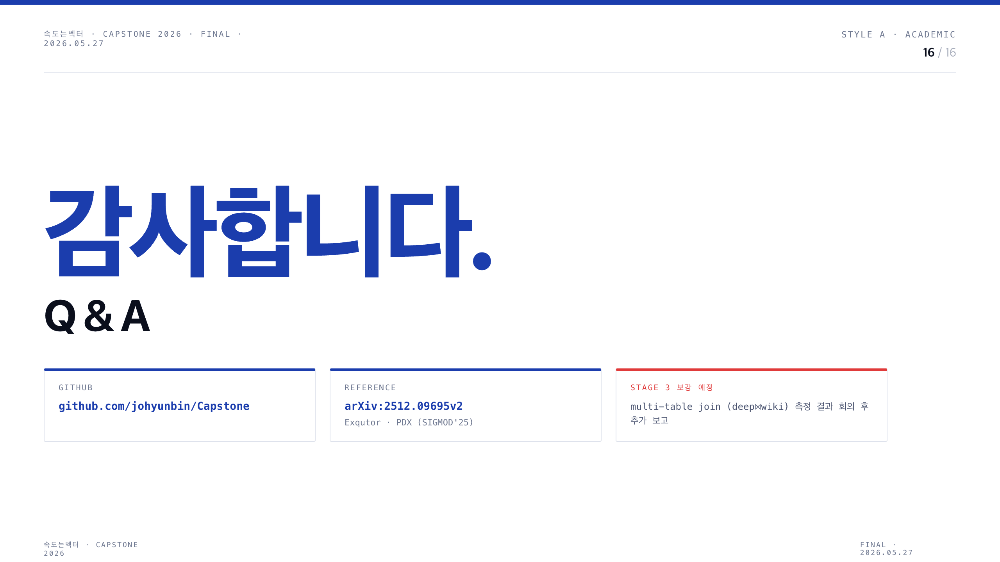 속도는벡터 · CAPSTONE 2026 · FINAL ·
2026.05.27
STYLE A · ACADEMIC
16 / 16
감사합니다.
Q&A
GITHUB
github.com/johyunbin/Capstone
REFERENCE
arXiv:2512.09695v2
Exqutor · PDX (SIGMOD'25)
STAGE 3 보강 예정
multi-table join (deep⋈wiki) 측정 결과 회의 후
추가 보고
속도는벡터 · CAPSTONE
2026
FINAL ·
2026.05.27